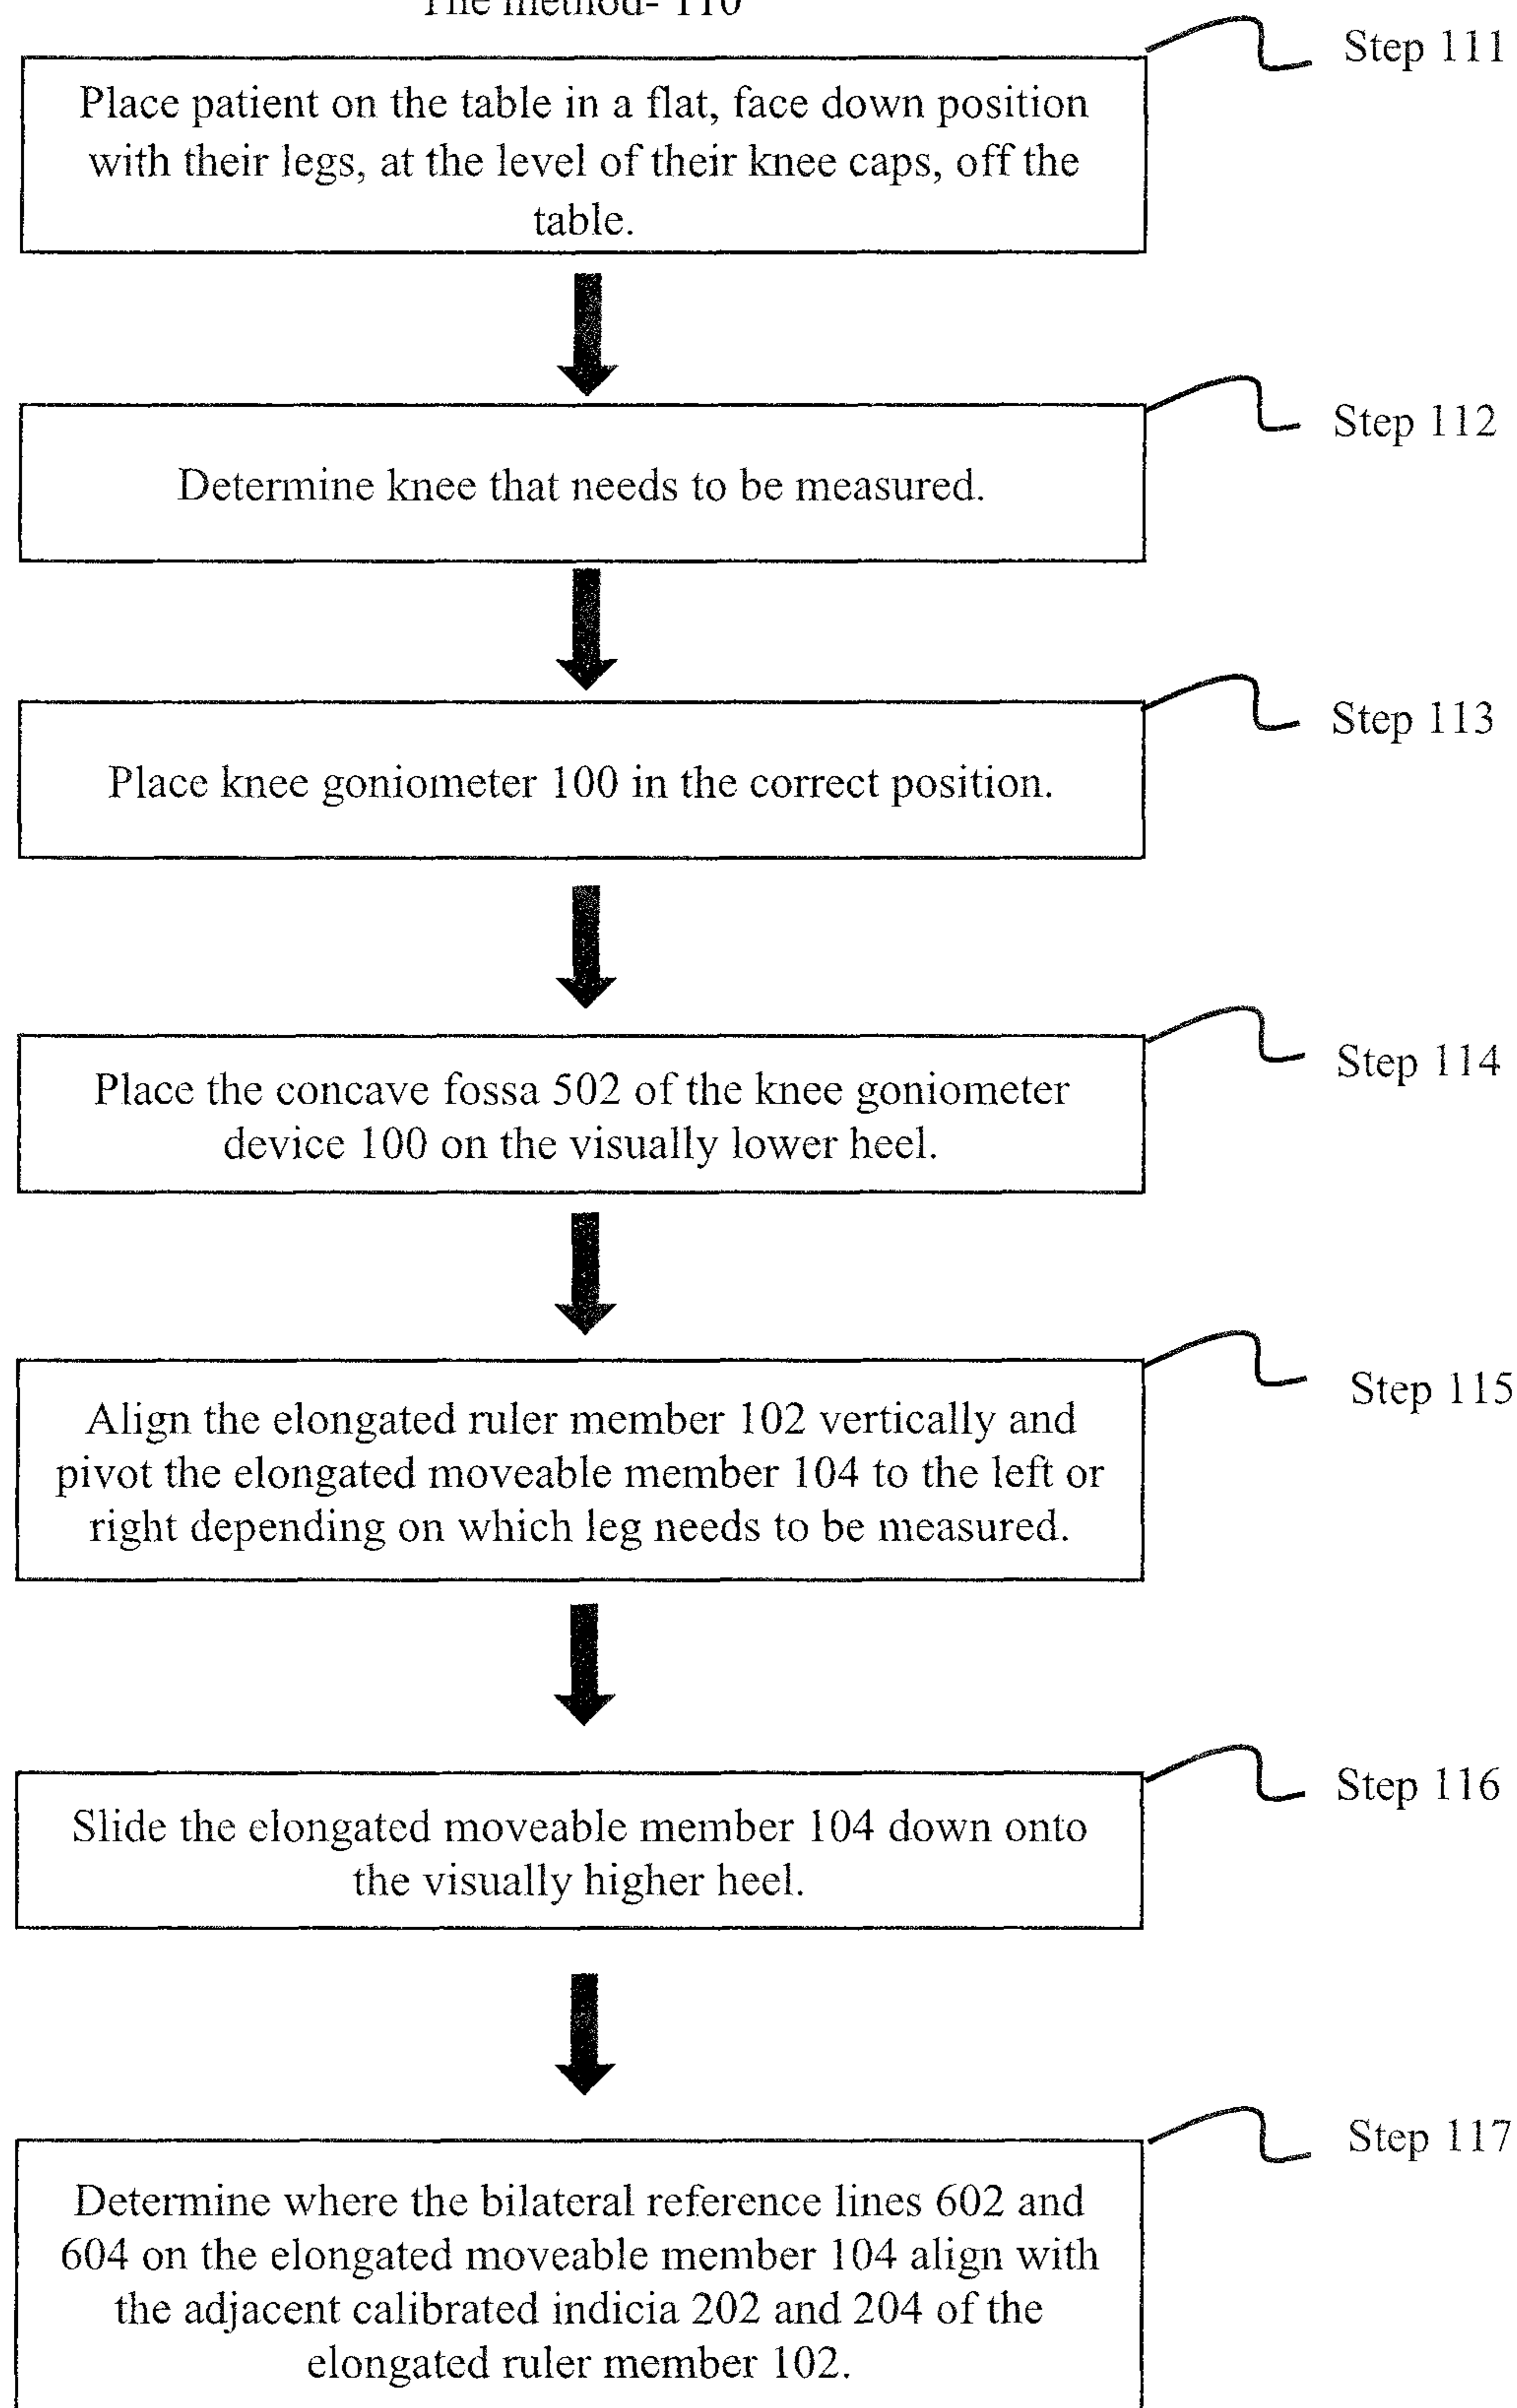 The method- 110
Step 111
Place patient on the table in a flat, face down position
with their legs, at the level of their knee caps, off the
table.
Step 112
Determine knee that needs to be measured.
Step 113
Place knee goniometer 100 in the correct position.
Step 114
Place the concave fossa 502 of the knee goniometer
device 100 on the visually lower heel.
Step 115
Align the elongated ruler member 102 vertically and
pivot the elongated moveable member 104 to the left or
right depending on which leg needs to be measured.
Step 116
Slide the elongated moveable member 104 down onto
the visually higher heel.
Step 117
Determine where the bilateral reference lines 602 and
604 on the elongated moveable member 104 align with
the adjacent calibrated indicia 202 and 204 of the
elongated ruler member 102.